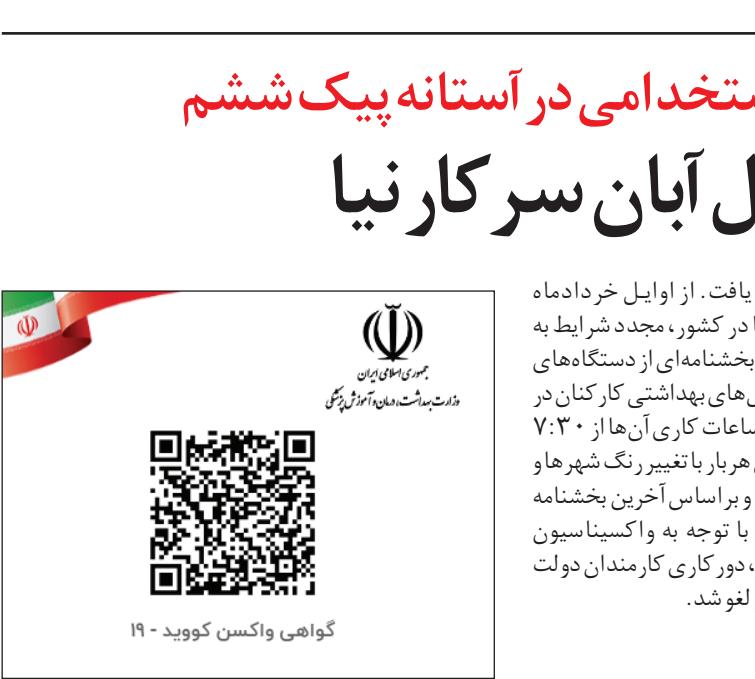 ستخدامی در آستانه پیک ششم
ل آبان سر کار نیا
یافت. از اوایل خردادماه
ا در کشور، مجدد شرایط به
بخشنامه‌ای از دستگاه‌های
ل‌های بهداشتی کارکنان در
ساعات کاری آن‌ها از ۷:۳۰
هربار با تغییر رنگ شهرها و
و بر اساس آخرین بخشنامه
با توجه به واکسیناسیون
، دورکاری کارمندان دولت
لغو شد.
جمهوری اسلامی ایران
وزارت بهداشت، درمان و آموزش پزشکی
گواهی واکسن کووید - ۱۹